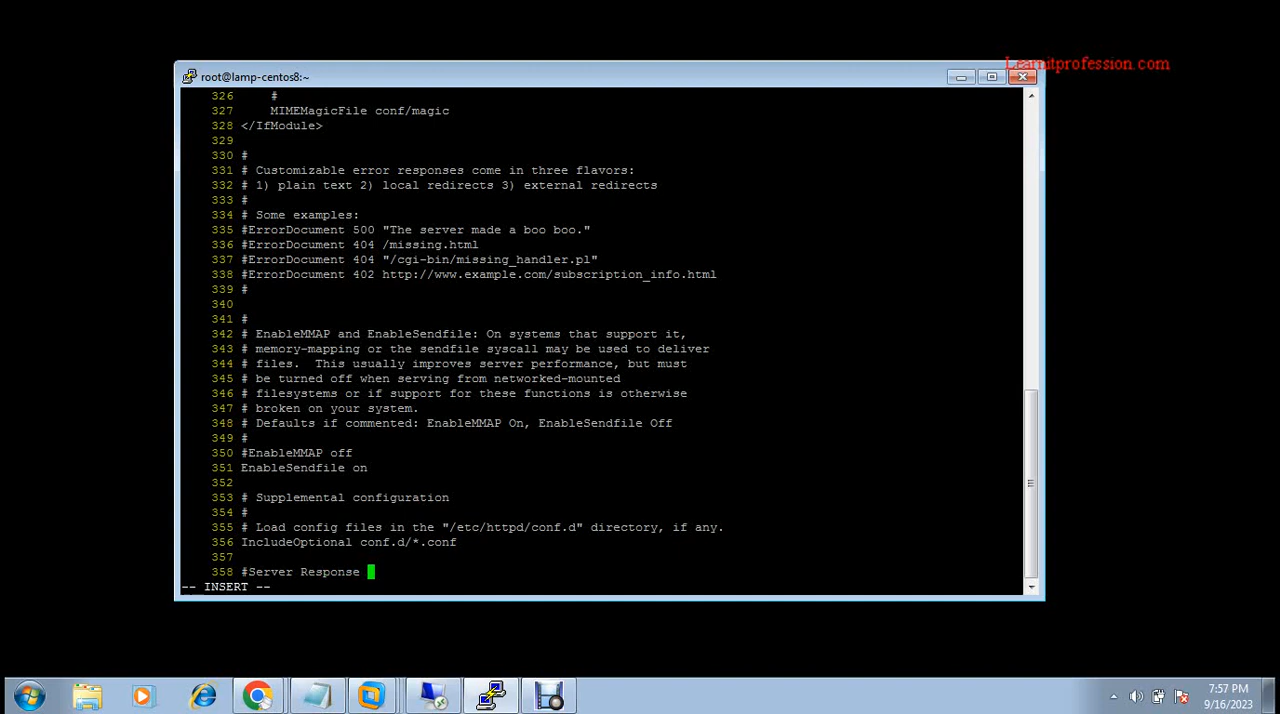 Learnitprofession.com
root@lamp-centos8:~
326     #
327     MIMEMagicFile conf/magic
328 </IfModule>
329
330 #
331 # Customizable error responses come in three flavors:
332 # 1) plain text 2) local redirects 3) external redirects
333 #
334 # Some examples:
335 #ErrorDocument 500 "The server made a boo boo."
336 #ErrorDocument 404 /missing.html
337 #ErrorDocument 404 "/cgi-bin/missing_handler.pl"
338 #ErrorDocument 402 http://www.example.com/subscription_info.html
339 #
340
341 #
342 # EnableMMAP and EnableSendfile: On systems that support it,
343 # memory-mapping or the sendfile syscall may be used to deliver
344 # files.  This usually improves server performance, but must
345 # be turned off when serving from networked-mounted
346 # filesystems or if support for these functions is otherwise
347 # broken on your system.
348 # Defaults if commented: EnableMMAP On, EnableSendfile Off
349 #
350 #EnableMMAP off
351 EnableSendfile on
352
353 # Supplemental configuration
354 #
355 # Load config files in the "/etc/httpd/conf.d" directory, if any.
356 IncludeOptional conf.d/*.conf
357
358 #Server Response
-- INSERT --
7:57 PM
9/16/2023